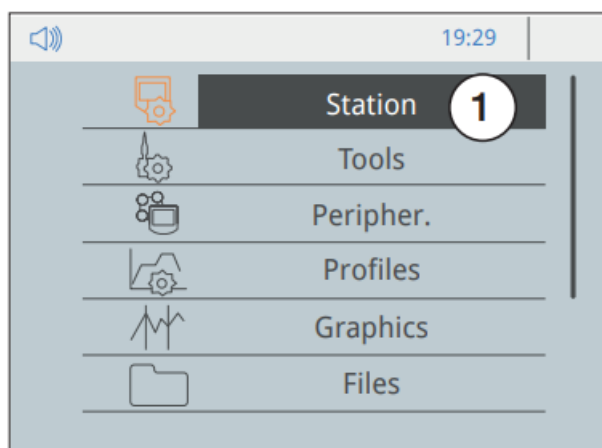 19:29
Station 1
Tools
Peripher.
Profiles
Graphics
Files